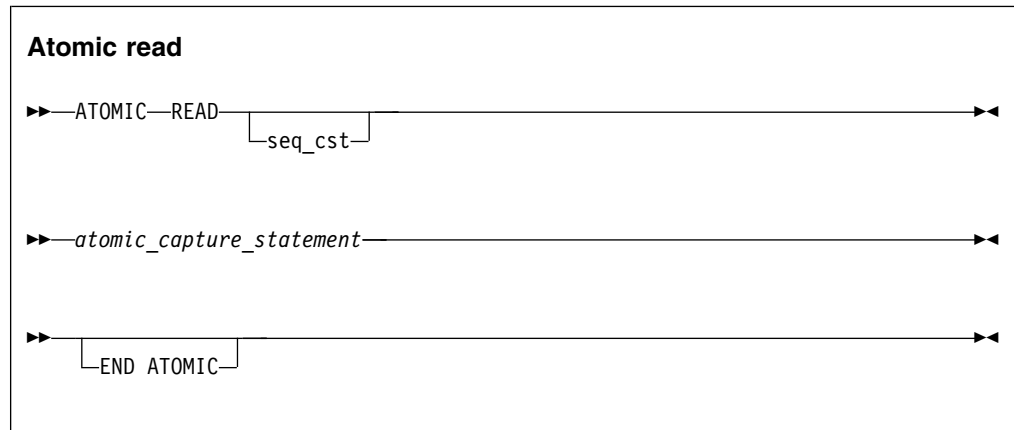 Atomic read
ATOMIC READ
seq_cst
atomic_capture_statement
END ATOMIC